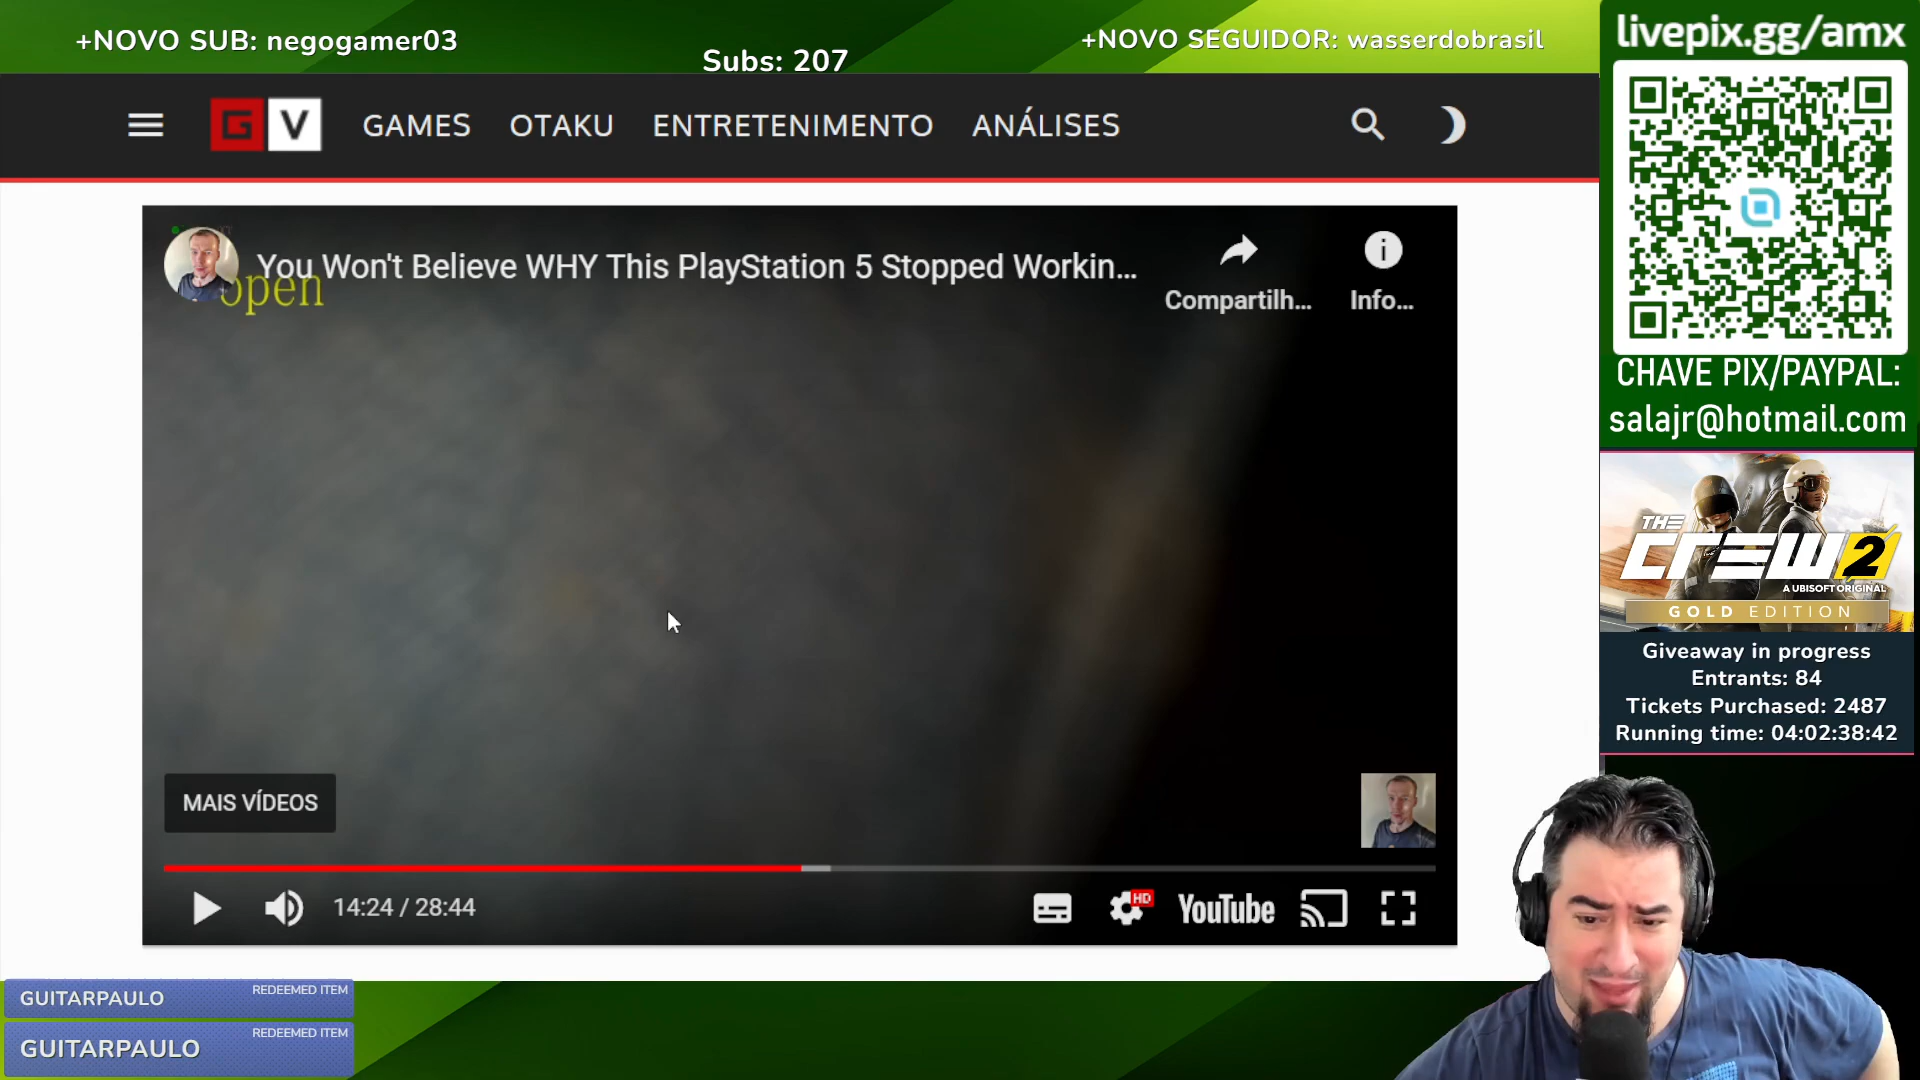 +NOVO SUB: negogamer03
Subs: 207
+NOVO SEGUIDOR: wasserdobrasil
livepix.gg/amx
G V
GAMES
OTAKU
ENTRETENIMENTO
ANÁLISES
You Won't Believe WHY This PlayStation 5 Stopped Workin...
open
Compartilh...
Info...
CHAVE PIX/PAYPAL:
salajr@hotmail.com
THE
CREW 2
A UBISOFT ORIGINAL
GOLD EDITION
Giveaway in progress
Entrants: 84
Tickets Purchased: 2487
Running time: 04:02:38:42
MAIS VÍDEOS
14:24 / 28:44
HD
YouTube
GUITARPAULO
REDEEMED ITEM
GUITARPAULO
REDEEMED ITEM